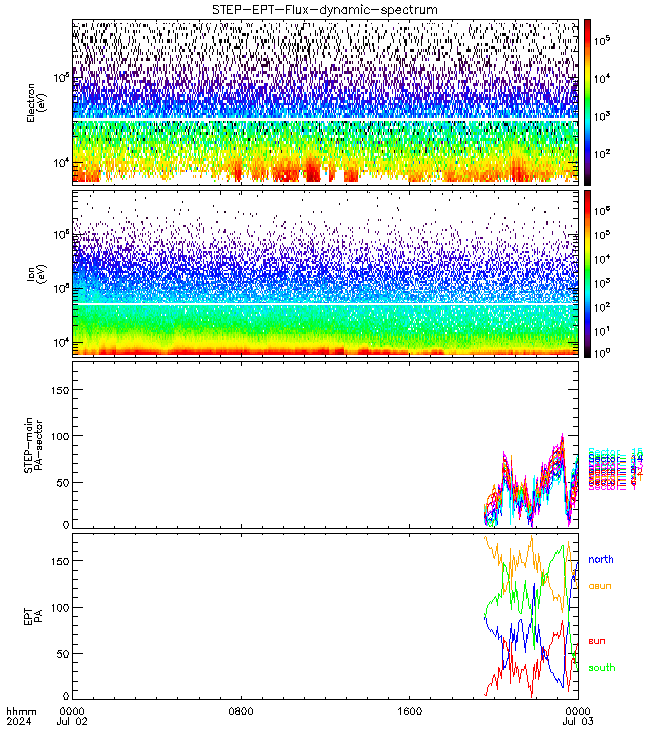 STEP-EPT-Flux-dynamic-spectrum
Electron
(eV)
10^5
10^4
10^5
10^4
10^3
10^2
Ion
(eV)
10^6
10^5
10^4
10^6
10^5
10^4
10^3
10^2
10^1
10^0
STEP-main
PA-sector
150
100
50
0
EPT
PA
150
100
50
0
north
asun
sun
south
hhmm
2024
0000
Jul 02
0800
1600
0000
Jul 03